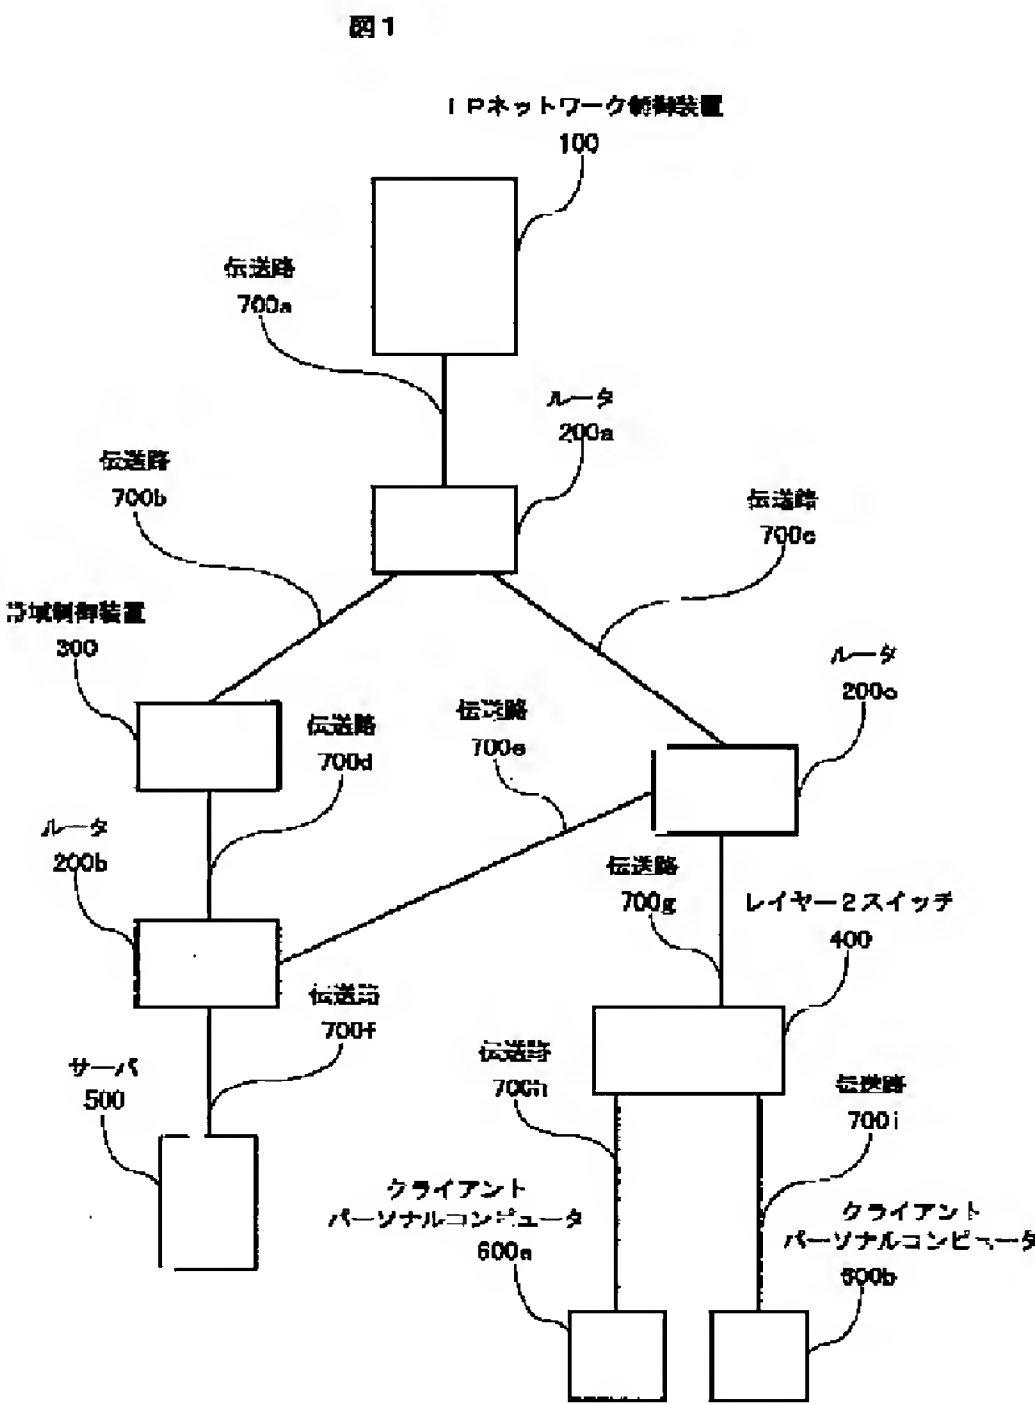 図1
IPネットワーク制御装置
100
伝送路
700a
ルータ
200a
伝送路
700b
伝送路
700c
帯域制御装置
300
ルータ
200c
伝送路
700d
伝送路
700e
ルータ
200b
伝送路
700g
レイヤー2スイッチ
400
伝送路
700f
サーバ
500
伝送路
700h
伝送路
700i
クライアント
パーソナルコンピュータ
600a
クライアント
パーソナルコンピュータ
600b